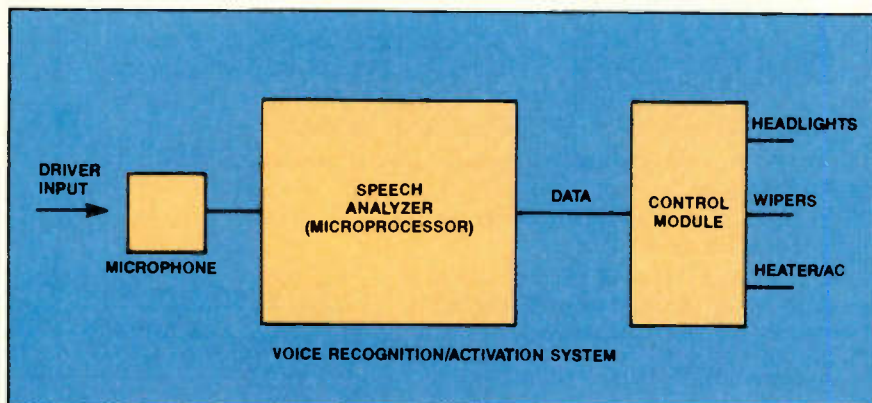 DRIVER
INPUT
MICROPHONE
SPEECH
ANALYZER
(MICROPROCESSOR)
DATA
CONTROL
MODULE
HEADLIGHTS
WIPERS
HEATER/AC
VOICE RECOGNITION/ACTIVATION SYSTEM